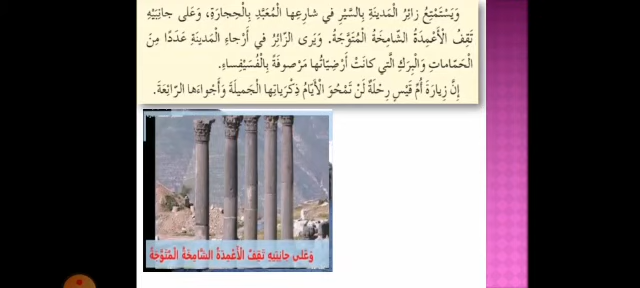 وَيَسْتَمْتِعُ زائِرُ الْمَدينَةِ بِالسَّيْرِ في شارِعِها الْمُعَبَّدِ بِالْحِجارَةِ، وَعَلى جانِبَيْهِ
تَقِفُ الْأَعْمِدَةُ الشّامِخَةُ الْمُتَوَّجَةُ. وَيَرى الزّائِرُ في أَرْجاءِ الْمَدينَةِ عَدَدًا مِنَ
الْحَمّاماتِ وَالْبِرَكِ الَّتي كانَتْ أَرْضِيّاتُها مَرْصوفَةً بِالْفُسَيْفِساءِ.
إِنَّ زِيارَةَ أُمِّ قَيْسٍ رِحْلَةٌ لَنْ تَمْحُوَ الْأَيّامُ ذِكْرَياتِها الْجَميلَةَ وَأَجْواءَها الرّائِعَةَ.
وَعَلى جانِبَيْهِ تَقِفُ الْأَعْمِدَةُ الشّامِخَةُ الْمُتَوَّجَةُ